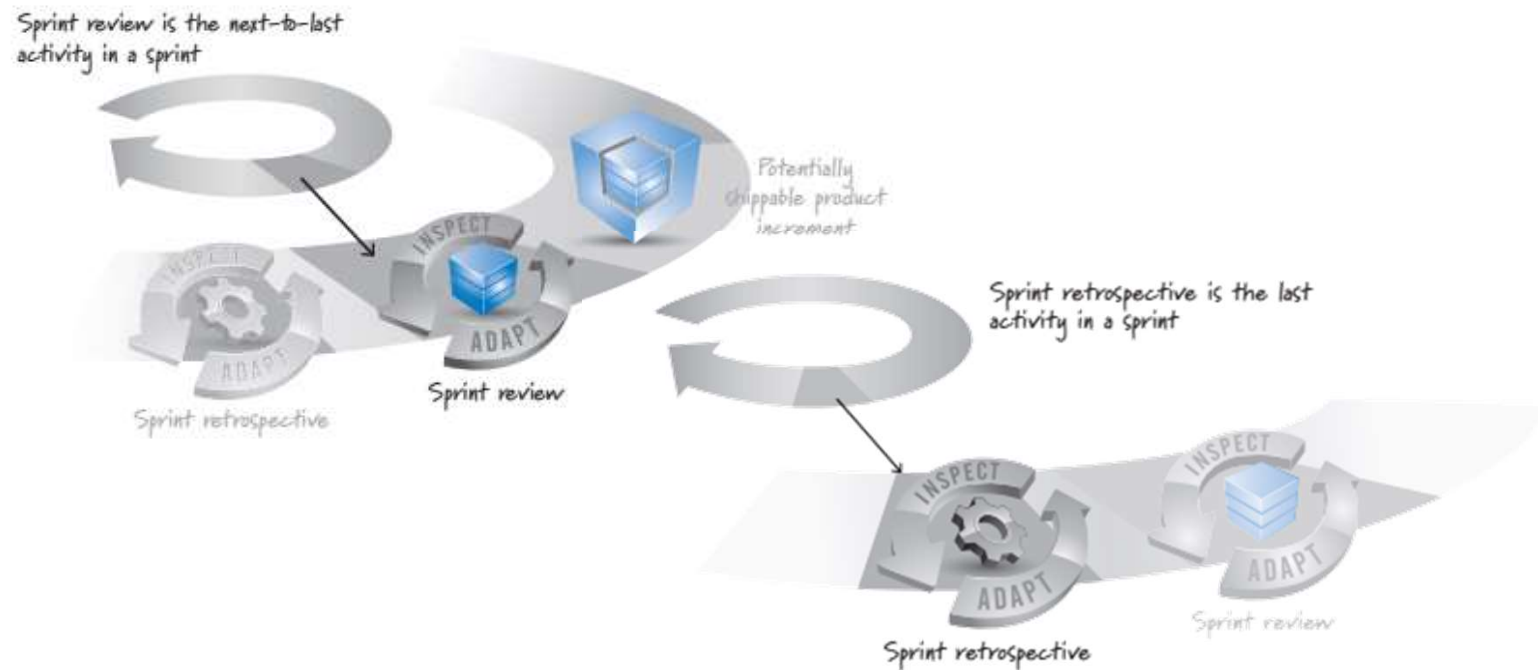 Sprint review is the next-to-last
activity in a sprint
Potentially
shippable product
increment
INSPECT
ADAPT
Sprint retrospective
INSPECT
ADAPT
Sprint review
Sprint retrospective is the last
activity in a sprint
INSPECT
ADAPT
Sprint retrospective
INSPECT
ADAPT
Sprint review